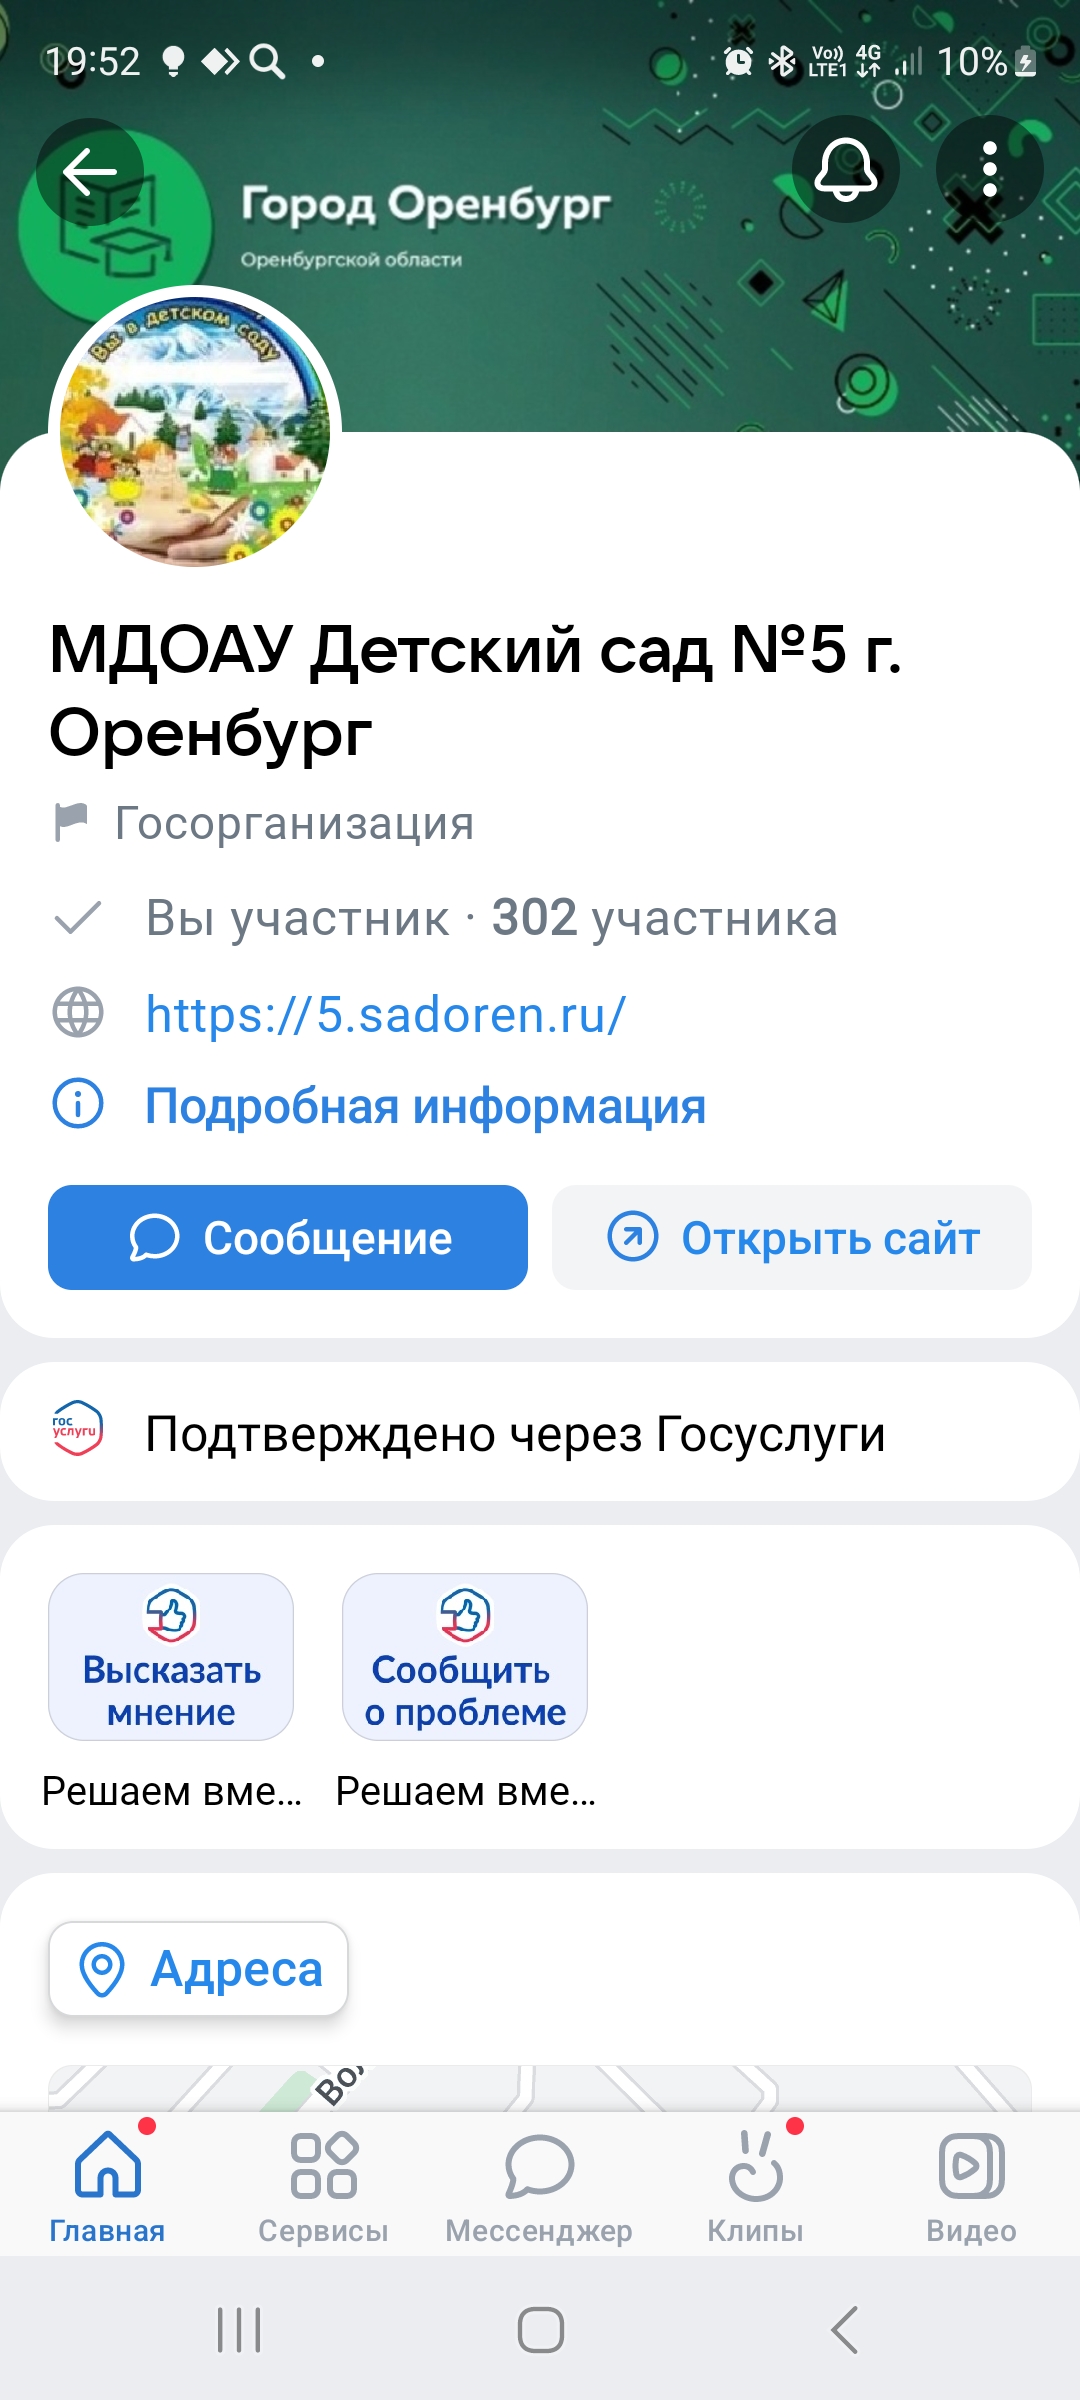 19:52
Vo)) LTE1 4G 10%
Город Оренбург
Оренбургской области
Вы в детском саду
МДОАУ Детский сад №5 г.
Оренбург
Госорганизация
Вы участник · 302 участника
https://5.sadoren.ru/
Подробная информация
Сообщение
Открыть сайт
гос
услуги
Подтверждено через Госуслуги
Высказать
мнение
Сообщить
о проблеме
Решаем вме...
Решаем вме...
Адреса
Главная
Сервисы
Мессенджер
Клипы
Видео